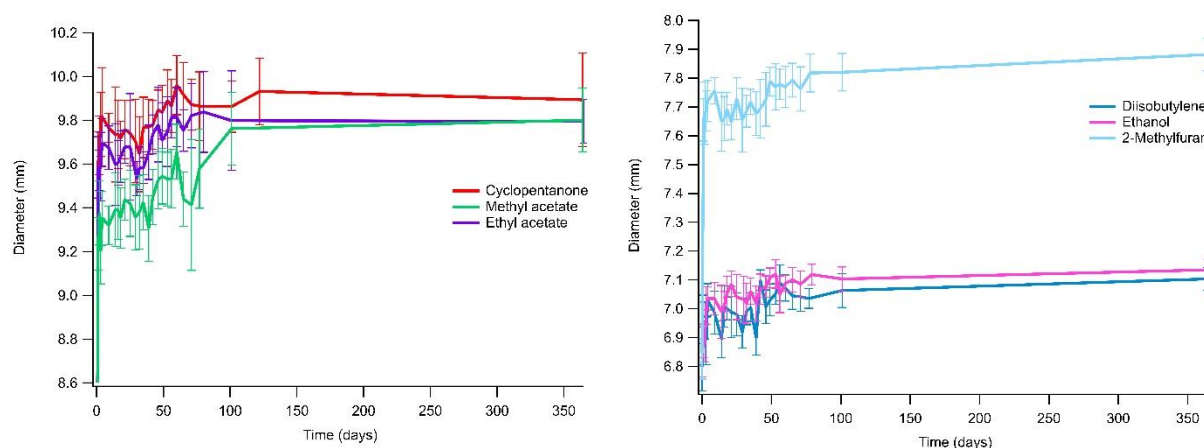 10.2
10.0
9.8
9.6
9.4
9.2
9.0
8.8
8.6
Diameter (mm)
Cyclopentanone
Methyl acetate
Ethyl acetate
0 50 100 150 200 250 300 350
Time (days)
8.0
7.9
7.8
7.7
7.6
7.5
7.4
7.3
7.2
7.1
7.0
6.9
6.8
Diameter (mm)
Diisobutylene
Ethanol
2-Methylfuran
0 50 100 150 200 250 300 350
Time (days)